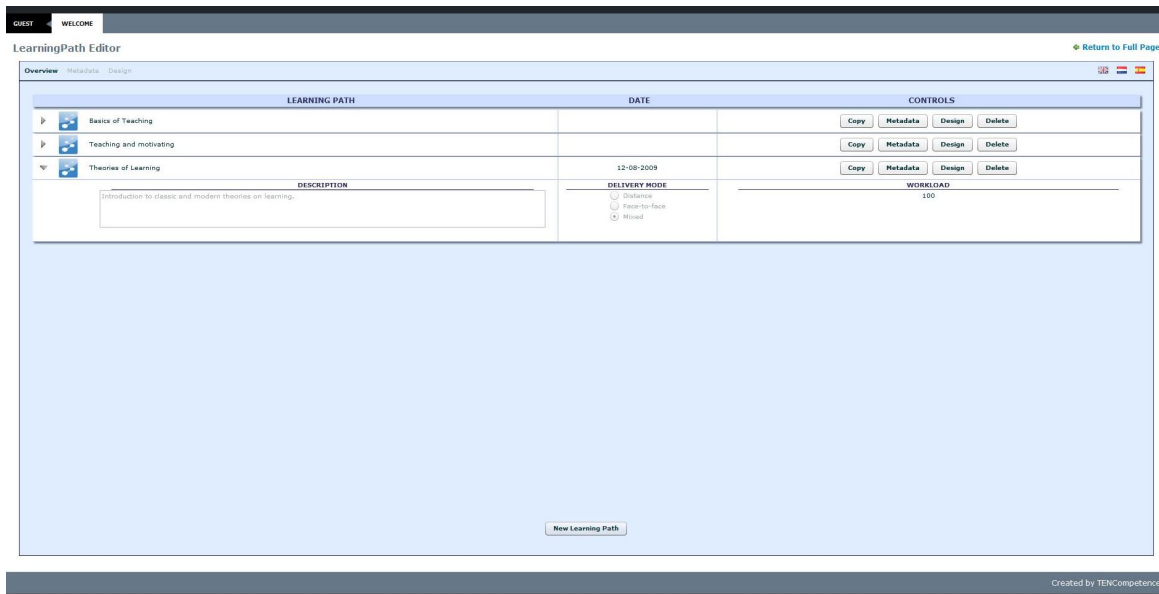 GUEST WELCOME
LearningPath Editor Return to Full Page
Overview Metadata Design
LEARNING PATH DATE CONTROLS
Basics of Teaching Copy Metadata Design Delete
Teaching and motivating Copy Metadata Design Delete
Theories of Learning 12-08-2009 Copy Metadata Design Delete
DESCRIPTION DELIVERY MODE WORKLOAD
Introduction to classic and modern theories on learning. Distance 100
Face-to-face
Mixed
New Learning Path
Created by TENCompetence